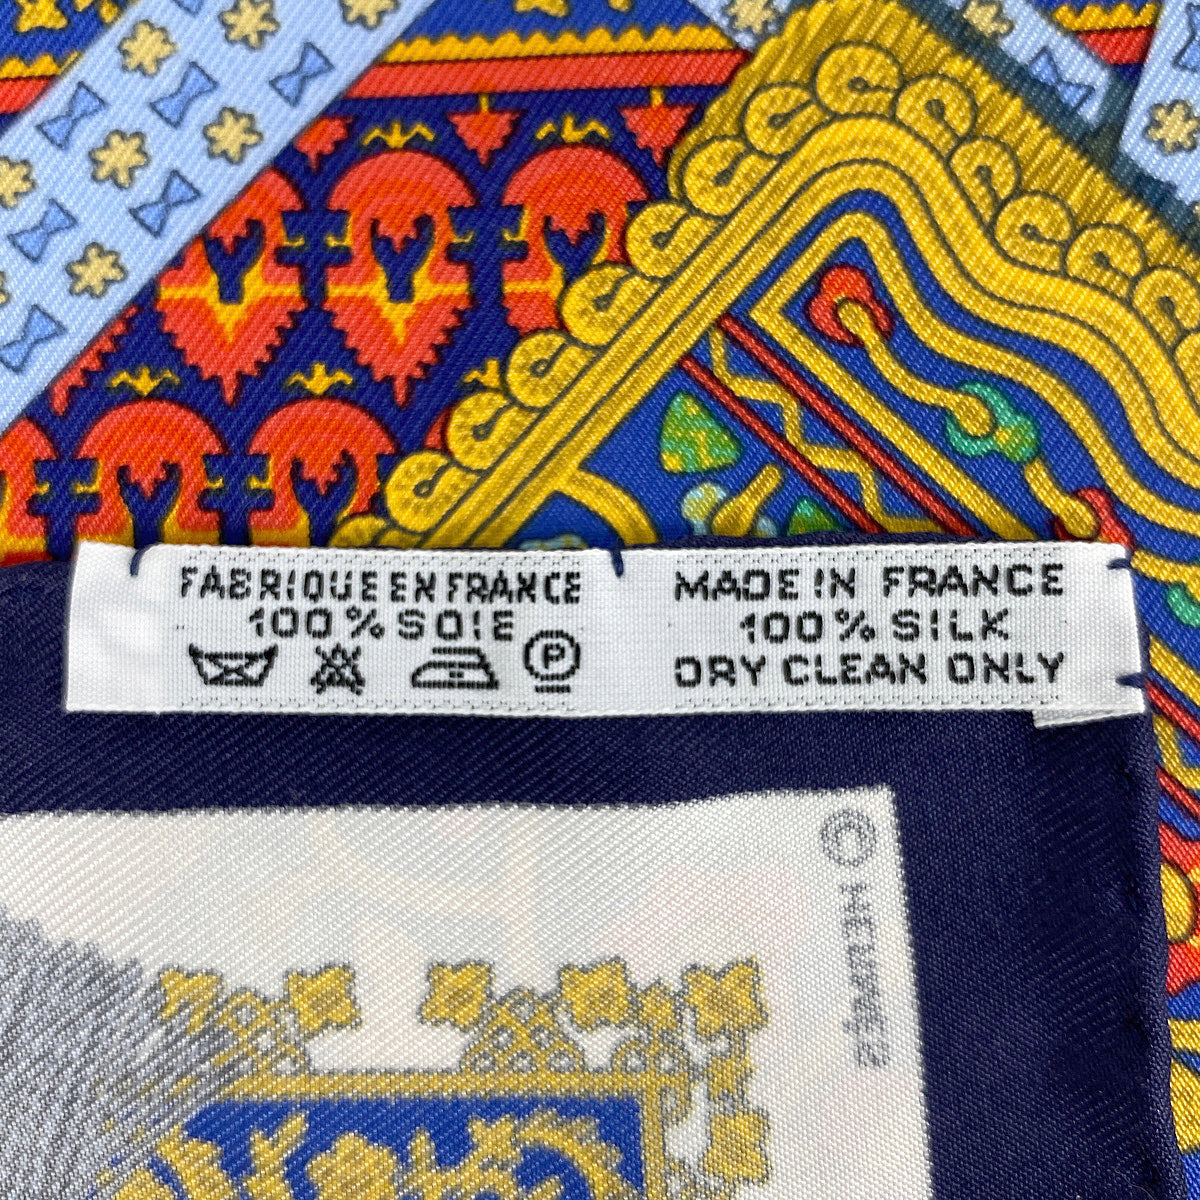 FABRIQUE EN FRANCE
100% SOIE
P
MADE IN FRANCE
100% SILK
DRY CLEAN ONLY
© HERMES